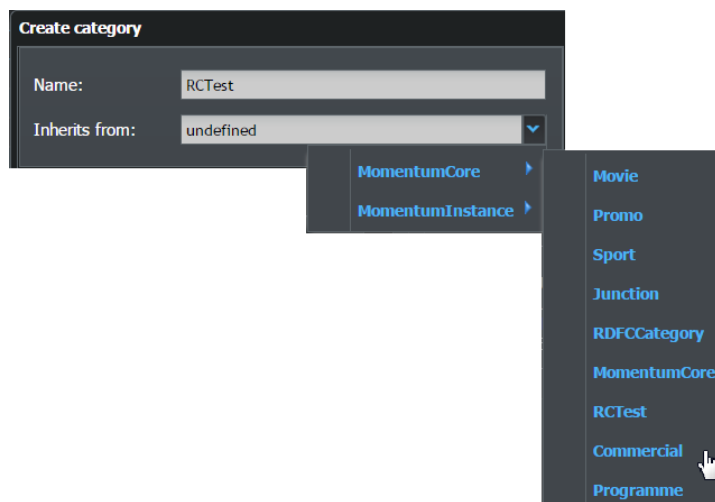 Create category
Name:
RCTest
Inherits from:
undefined
MomentumCore
MomentumInstance
Movie
Promo
Sport
Junction
RDFCCategory
MomentumCore
RCTest
Commercial
Programme